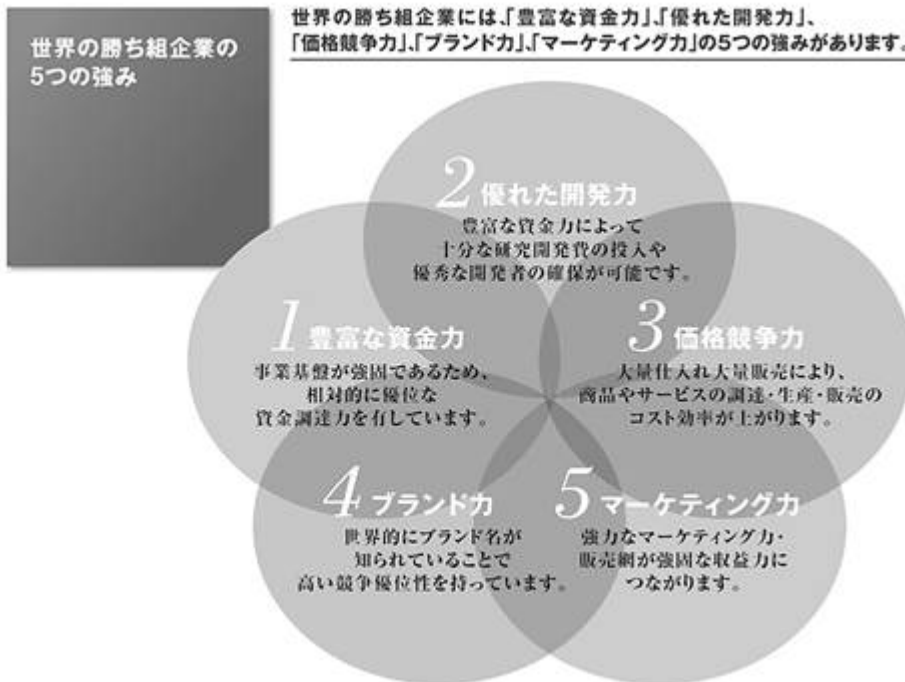 世界の勝ち組企業の
5つの強み
世界の勝ち組企業には、「豊富な資金力」、「優れた開発力」、
「価格競争力」、「ブランド力」、「マーケティング力」の5つの強みがあります。
1 豊富な資金力
事業基盤が強固であるため、
相対的に優位な
資金調達力を有しています。
2 優れた開発力
豊富な資金力によって
十分な研究開発費の投入や
優秀な開発者の確保が可能です。
3 価格競争力
大量仕入れ大量販売により、
商品やサービスの調達・生産・販売の
コスト効率が上がります。
4 ブランド力
世界的にブランド名が
知られていることで
高い競争優位性を持っています。
5 マーケティング力
強力なマーケティング力・
販売網が強固な収益力に
つながります。